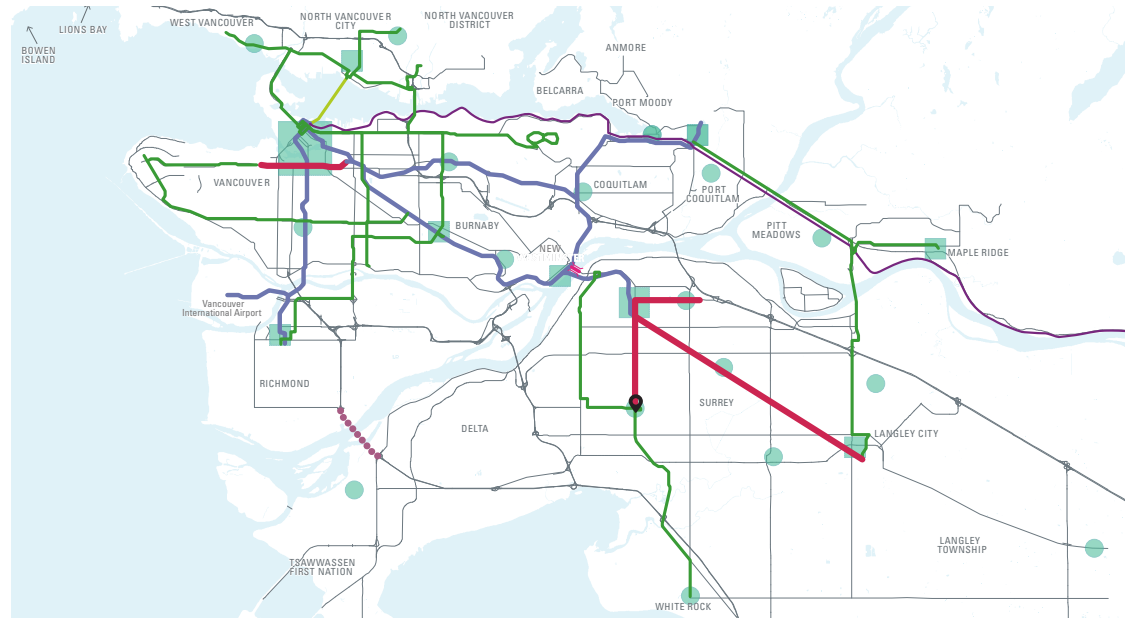 LIONS BAY
BOWEN
ISLAND
WEST VANCOUVER
NORTH VANCOUVER
CITY
NORTH VANCOUVER
DISTRICT
ANMORE
BELCARRA
PORT MOODY
VANCOUVER
COQUITLAM
PORT
COQUITLAM
BURNABY
PITT
MEADOWS
NEW
MAPLE RIDGE
Vancouver
International Airport
RICHMOND
SURREY
DELTA
LANGLEY CITY
LANGLEY
TOWNSHIP
TSAWWASSEN
FIRST NATION
WHITE ROCK